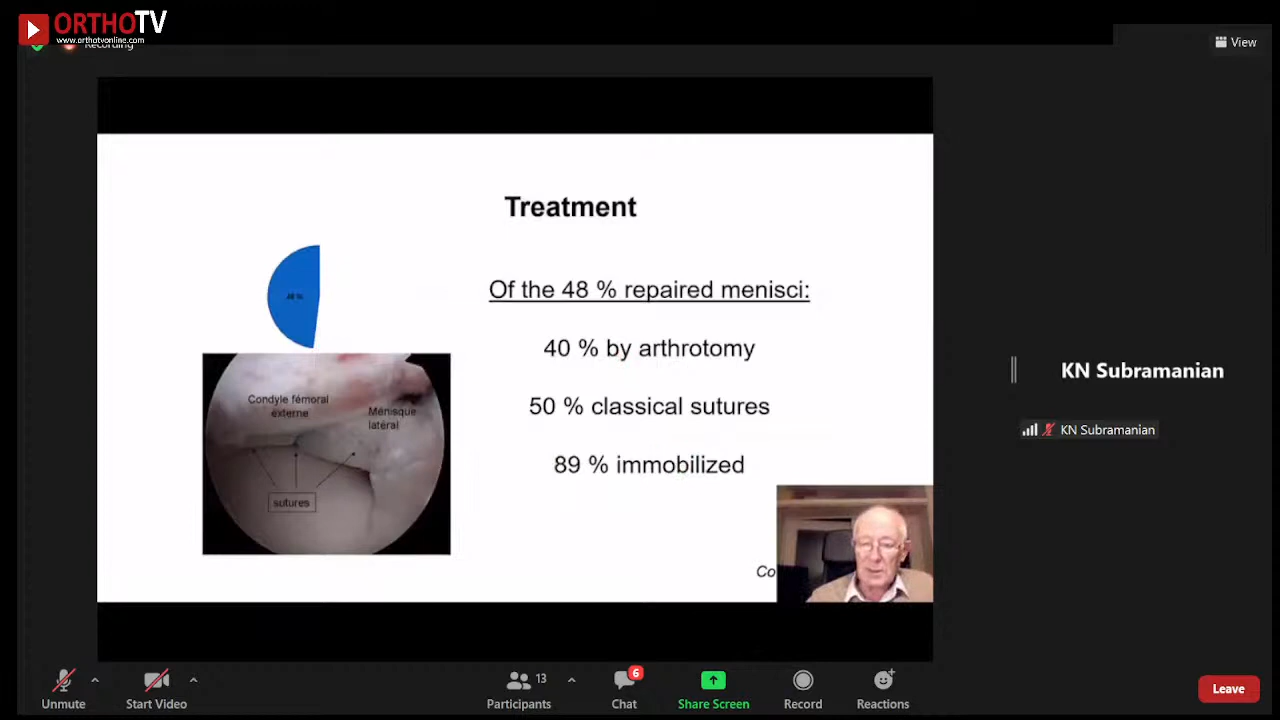 ORTHOTV
www.orthotvonline.com
Recording
View
Treatment
48 %
Of the 48 % repaired menisci:
40 % by arthrotomy
50 % classical sutures
89 % immobilized
Condyle fémoral
externe
Ménisque
latéral
sutures
Co
KN Subramanian
KN Subramanian
Unmute
Start Video
13
Participants
6
Chat
Share Screen
Record
Reactions
Leave